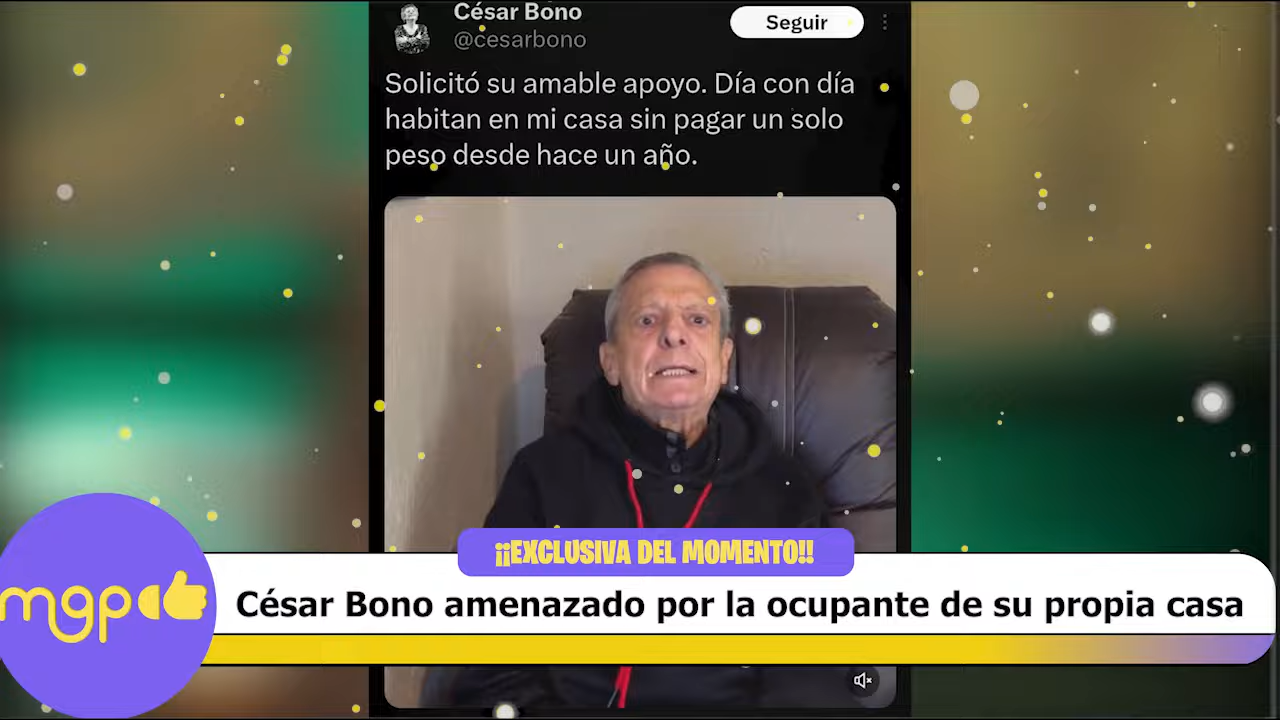 César Bono
Seguir
@cesarbono
Solicitó su amable apoyo. Día con día
habitan en mi casa sin pagar un solo
peso desde hace un año.
¡¡EXCLUSIVA DEL MOMENTO!!
mgp
César Bono amenazado por la ocupante de su propia casa